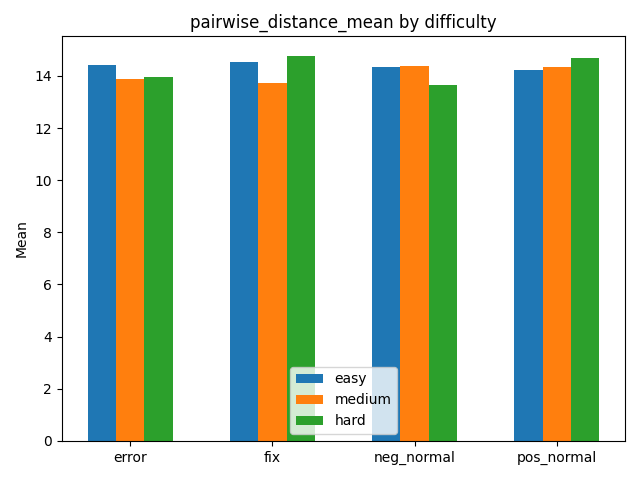 pairwise_distance_mean by difficulty
Mean
14
12
10
8
6
4
2
0
easy
medium
hard
error fix neg_normal pos_normal